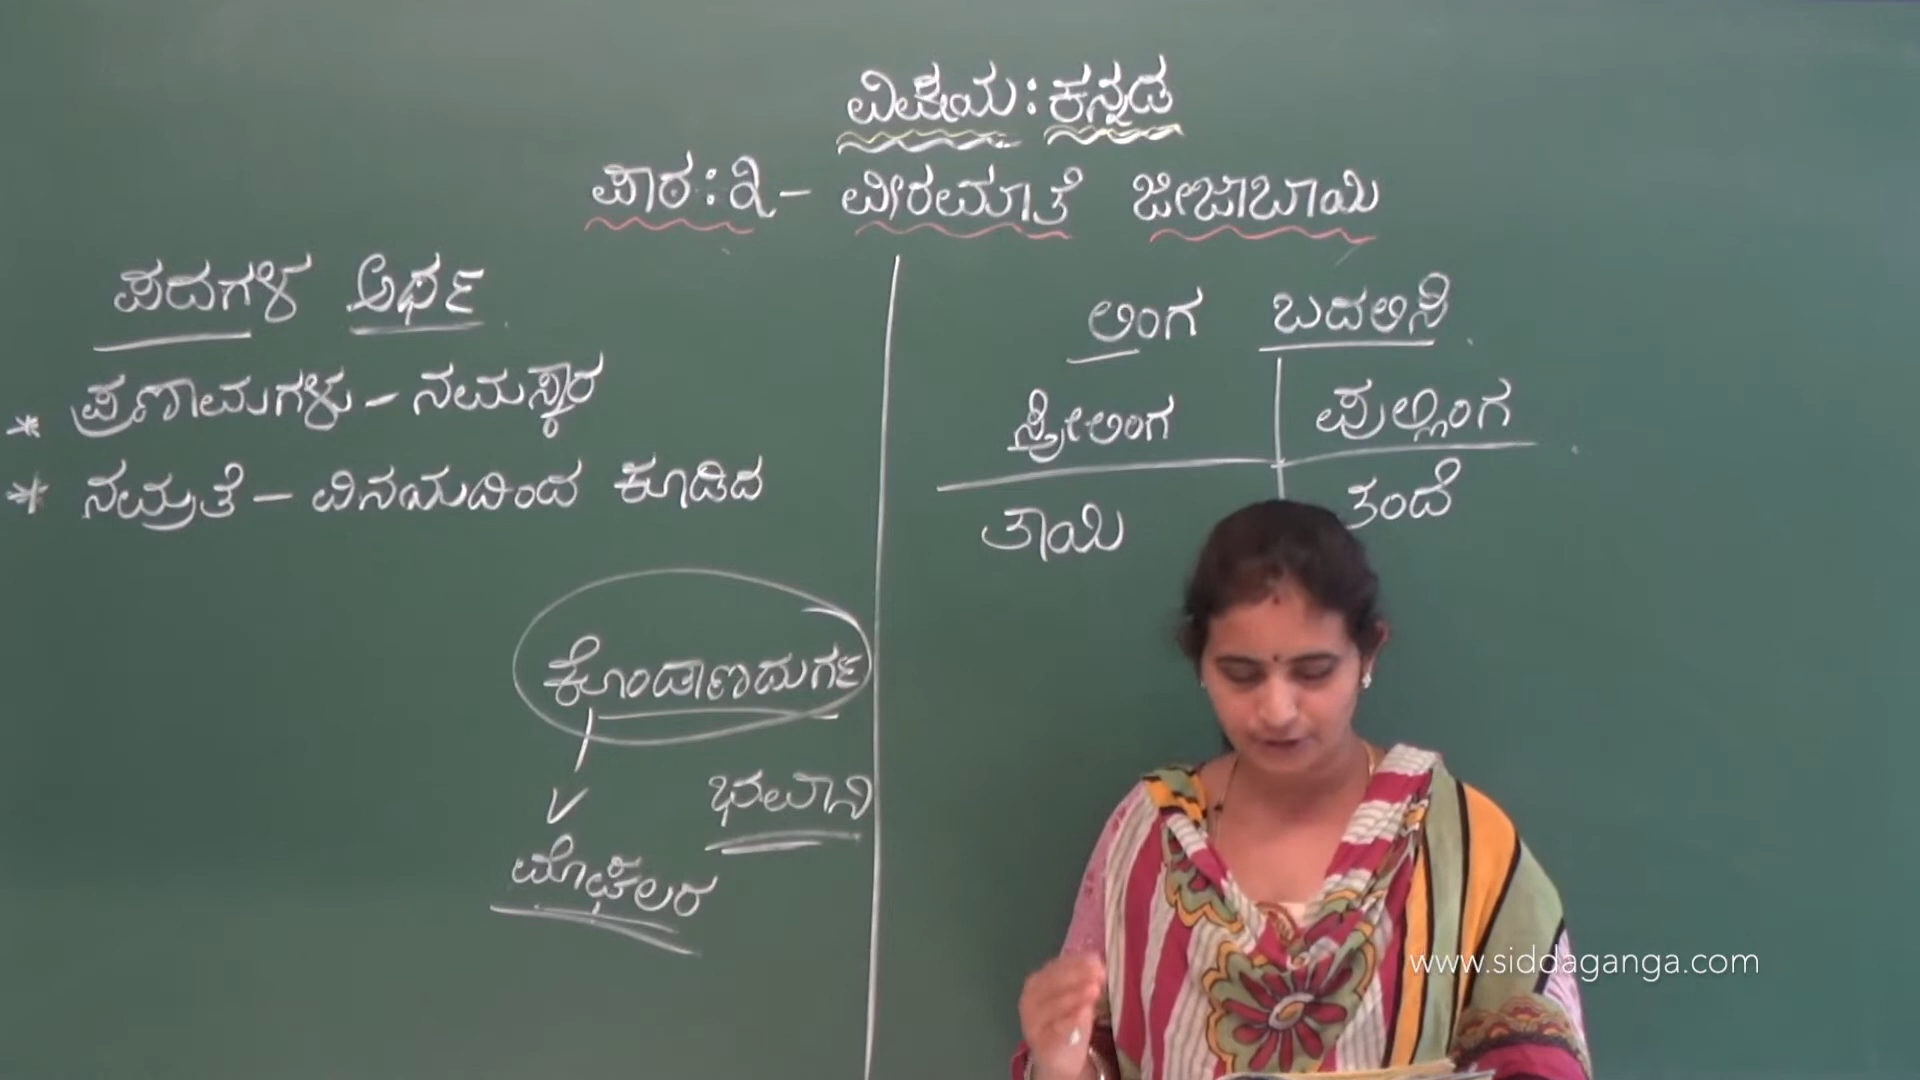 ವಿಷಯ: ಕನ್ನಡ
ಪಾಠ: ೩ - ವೀರಮಾತೆ ಜೀಜಾಬಾಯಿ
ಪದಗಳ ಅರ್ಥ
* ಪ್ರಣಾಮಗಳು - ನಮಸ್ಕಾರ
* ನಮ್ರತೆ - ವಿನಯದಿಂದ ಕೂಡಿದ
ಕೊಂಡಾಣದುರ್ಗ
ಭವಾನಿ
ಮೊಘಲರ
ಲಿಂಗ ಬದಲಿಸಿ
ಸ್ತ್ರೀಲಿಂಗ ಪುಲ್ಲಿಂಗ
ತಾಯಿ ತಂದೆ
www.siddaganga.com